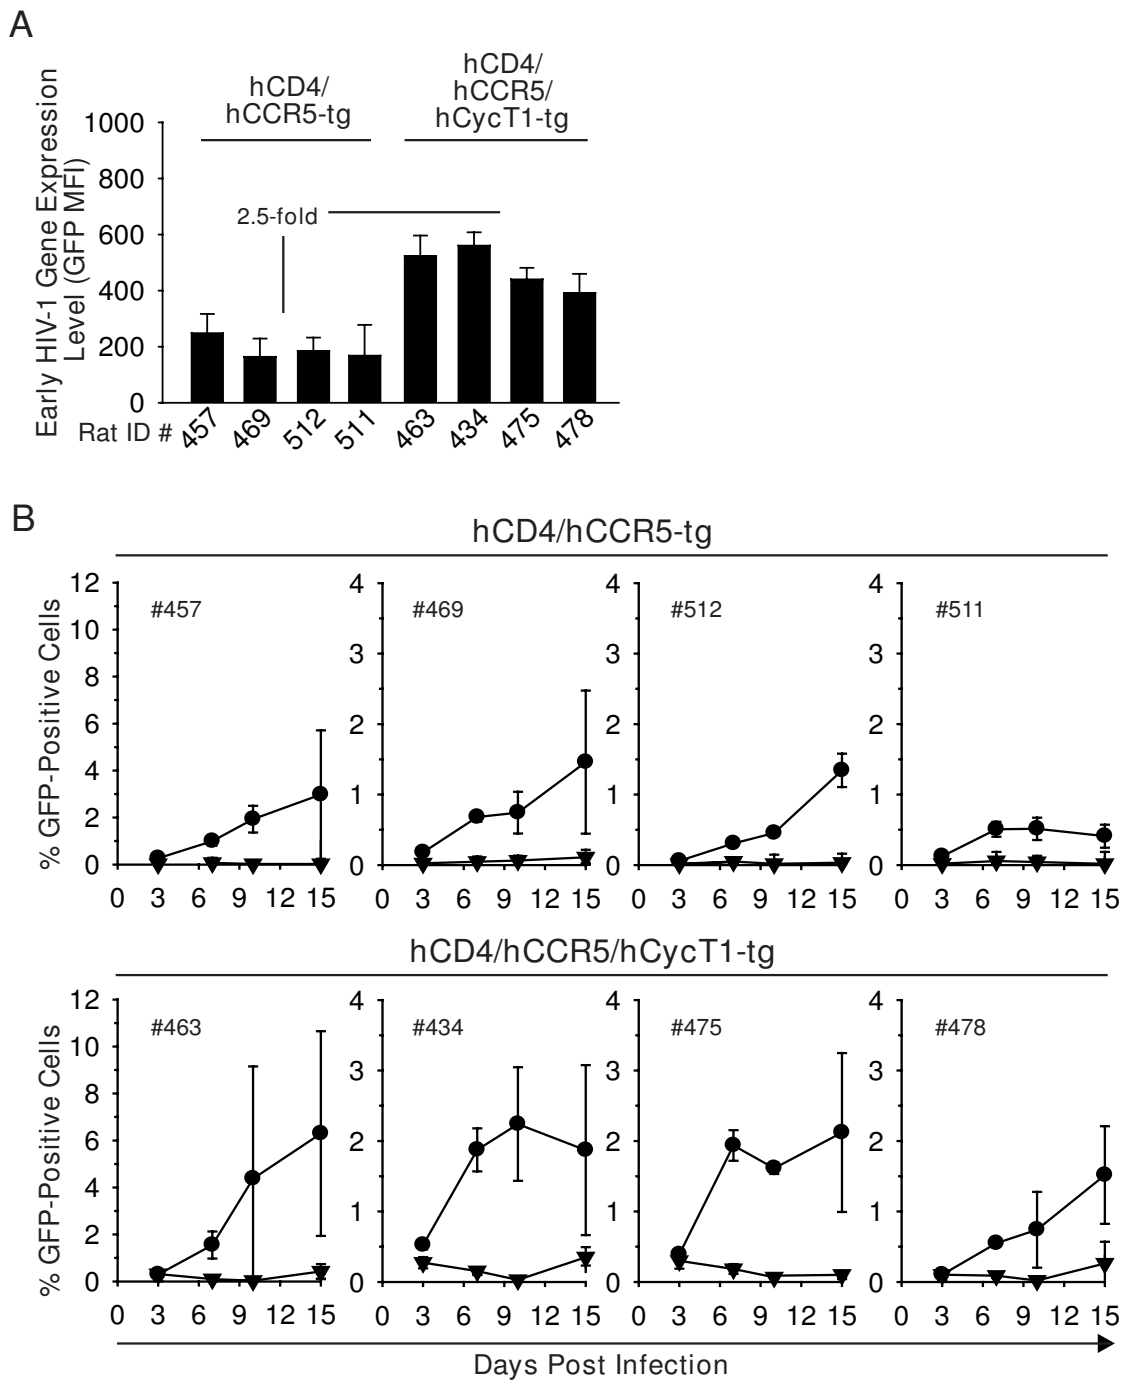 A
hCD4/
hCCR5-tg
hCD4/
hCCR5/
hCycT1-tg
Early HIV-1 Gene Expression
Level (GFP MFI)
1000
800
600
400
200
0
2.5-fold
Rat ID # 457 469 512 511 463 434 475 478
B
hCD4/hCCR5-tg
% GFP-Positive Cells
12
10
8
6
4
2
0
#457
0 3 6 9 12 15
4
3
2
1
0
#469
0 3 6 9 12 15
4
3
2
1
0
#512
0 3 6 9 12 15
4
3
2
1
0
#511
0 3 6 9 12 15
hCD4/hCCR5/hCycT1-tg
% GFP-Positive Cells
12
10
8
6
4
2
0
#463
0 3 6 9 12 15
4
3
2
1
0
#434
0 3 6 9 12 15
4
3
2
1
0
#475
0 3 6 9 12 15
4
3
2
1
0
#478
0 3 6 9 12 15
Days Post Infection